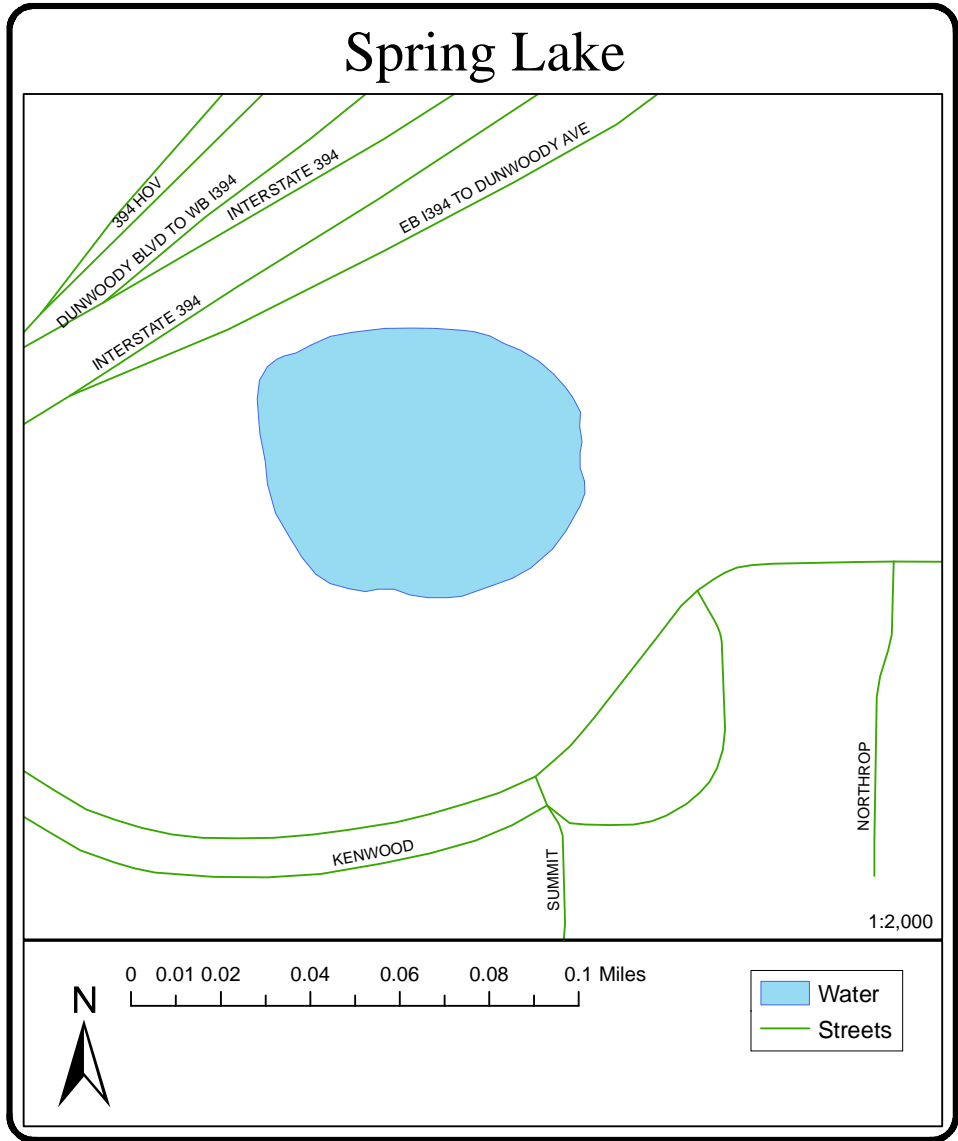 Spring Lake
394 HOV
DUNWOODY BLVD TO WB I394
INTERSTATE 394
EB I394 TO DUNWOODY AVE
INTERSTATE 394
NORTHROP
KENWOOD
SUMMIT
1:2,000
0 0.01 0.02 0.04 0.06 0.08 0.1 Miles
N
Water
Streets